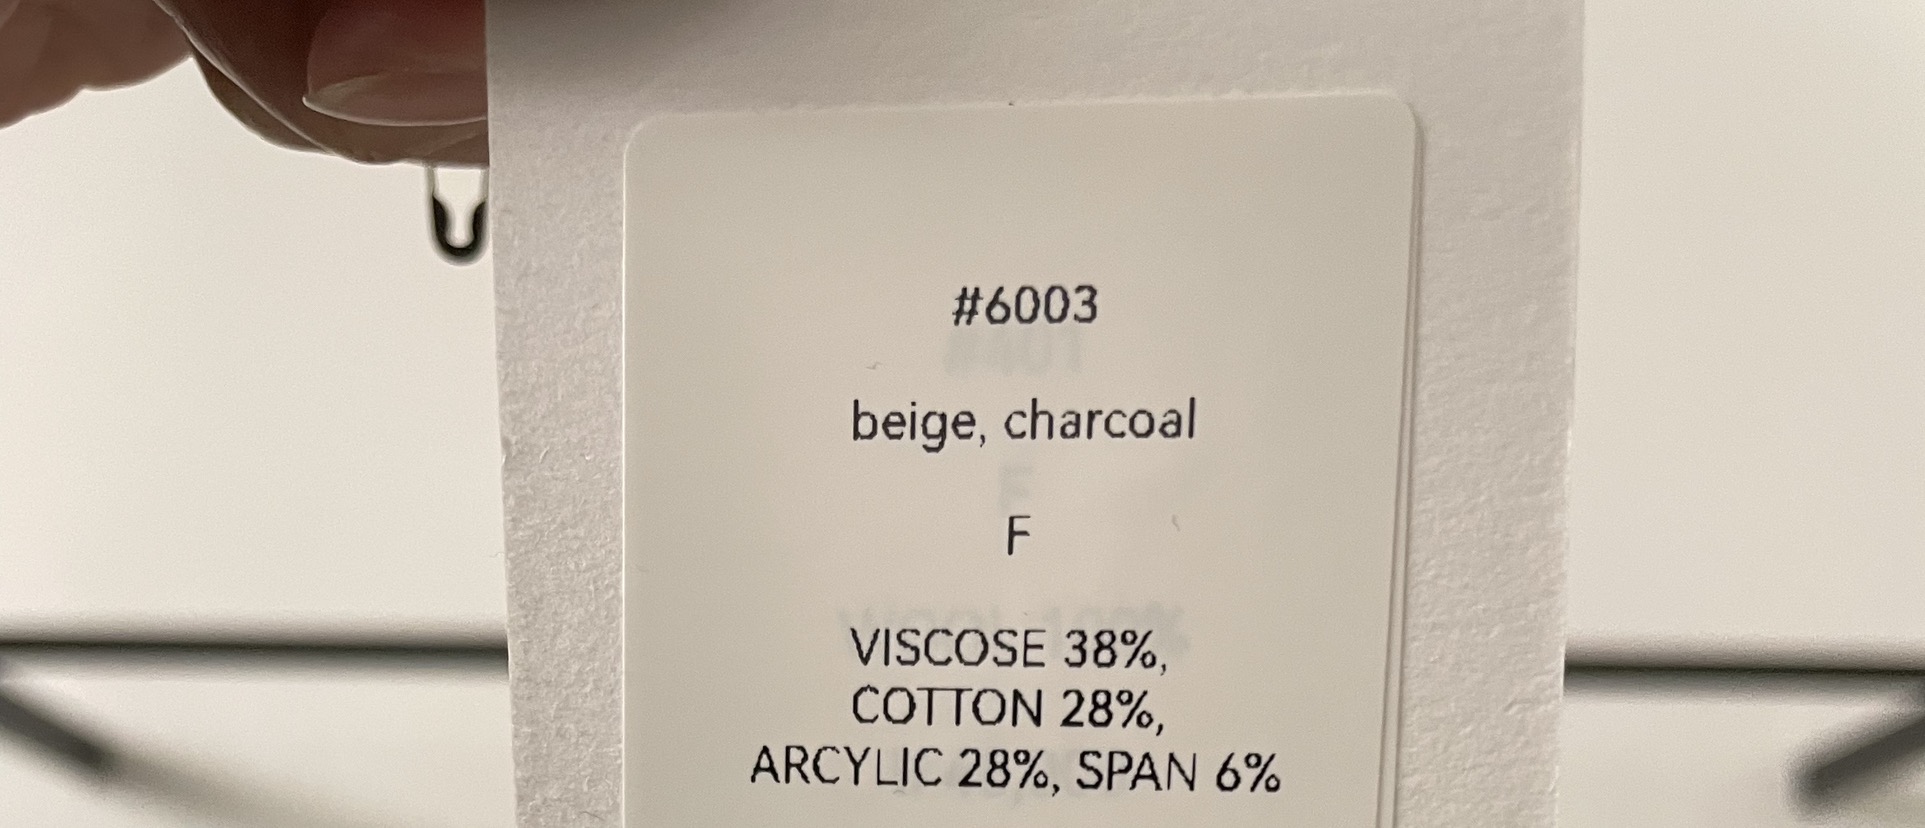 #6003
beige, charcoal
F
VISCOSE 38%,
COTTON 28%,
ARCYLIC 28%, SPAN 6%